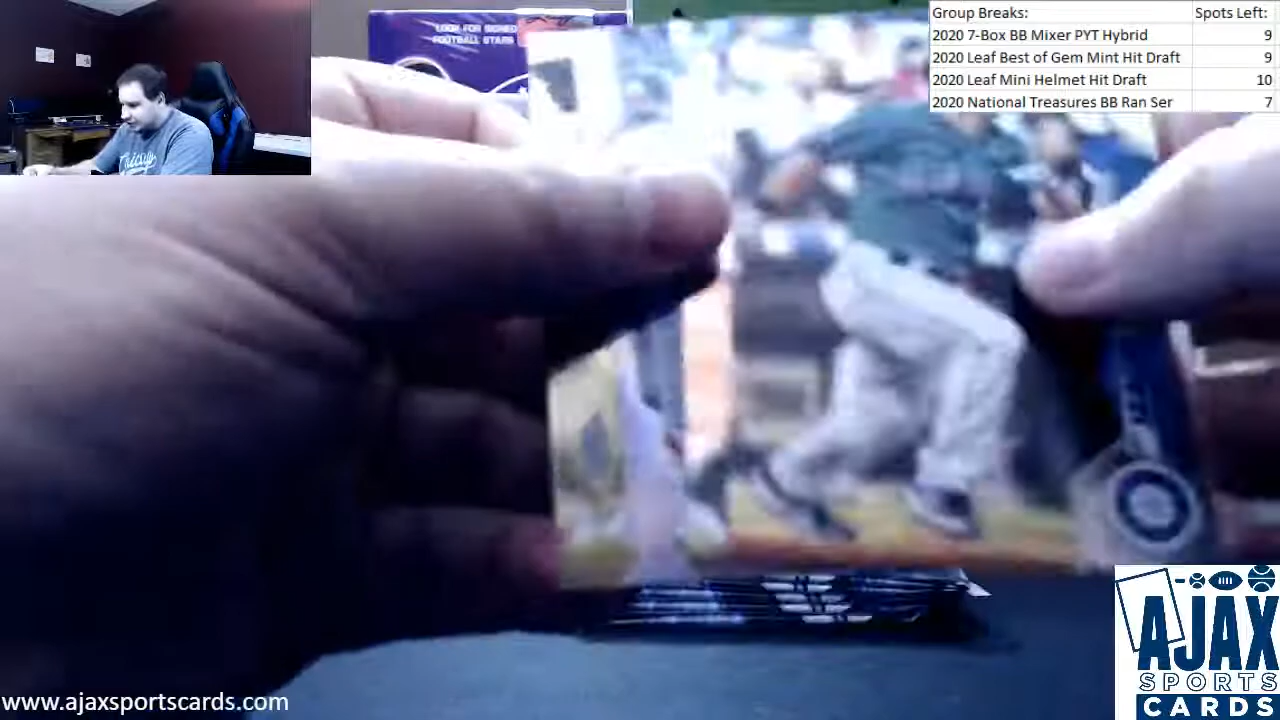 LOOK FOR SIGNED
FOOTBALL STARS
Group Breaks: Spots Left:
2020 7-Box BB Mixer PYT Hybrid 9
2020 Leaf Best of Gem Mint Hit Draft 9
2020 Leaf Mini Helmet Hit Draft 10
2020 National Treasures BB Ran Ser 7
www.ajaxsportscards.com
AJAX
SPORTS
CARDS